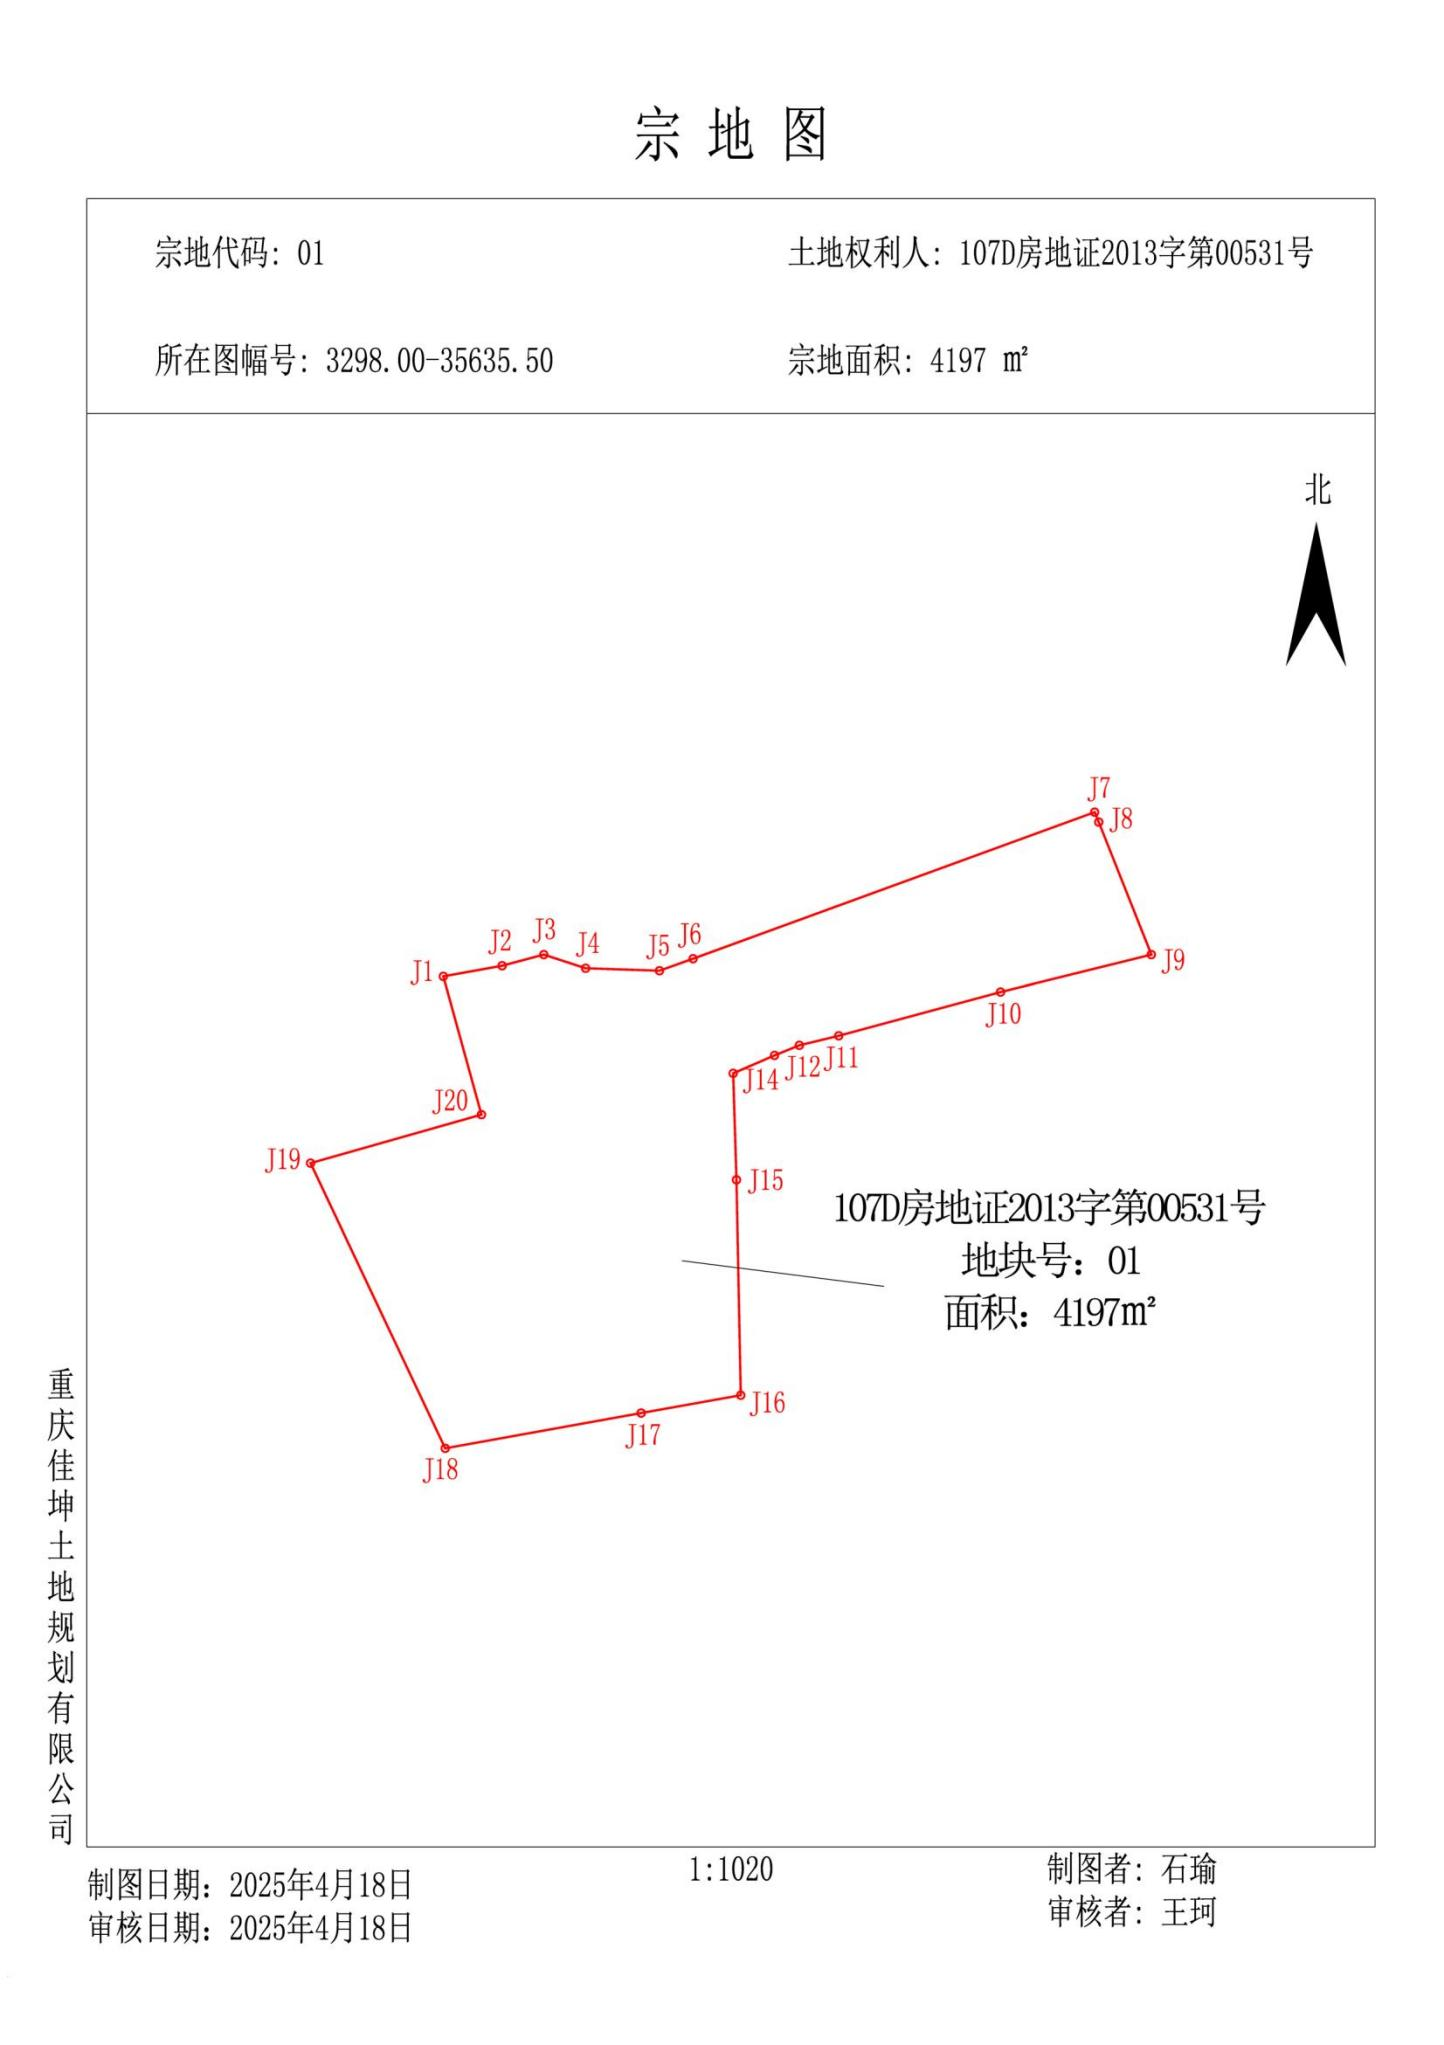 宗地图
宗地代码: 01
土地权利人: 107D房地证2013字第00531号
所在图幅号: 3298.00-35635.50
宗地面积: 4197 ㎡
北
J7
J8
J3
J2
J4
J6
J5
J1
J9
J10
J11
J12
J14
J20
J19
J15
107D房地证2013字第00531号
地块号：01
面积：4197㎡
J16
J17
J18
重庆佳坤土地规划有限公司
1:1020
制图日期：2025年4月18日
审核日期：2025年4月18日
制图者: 石瑜
审核者: 王珂